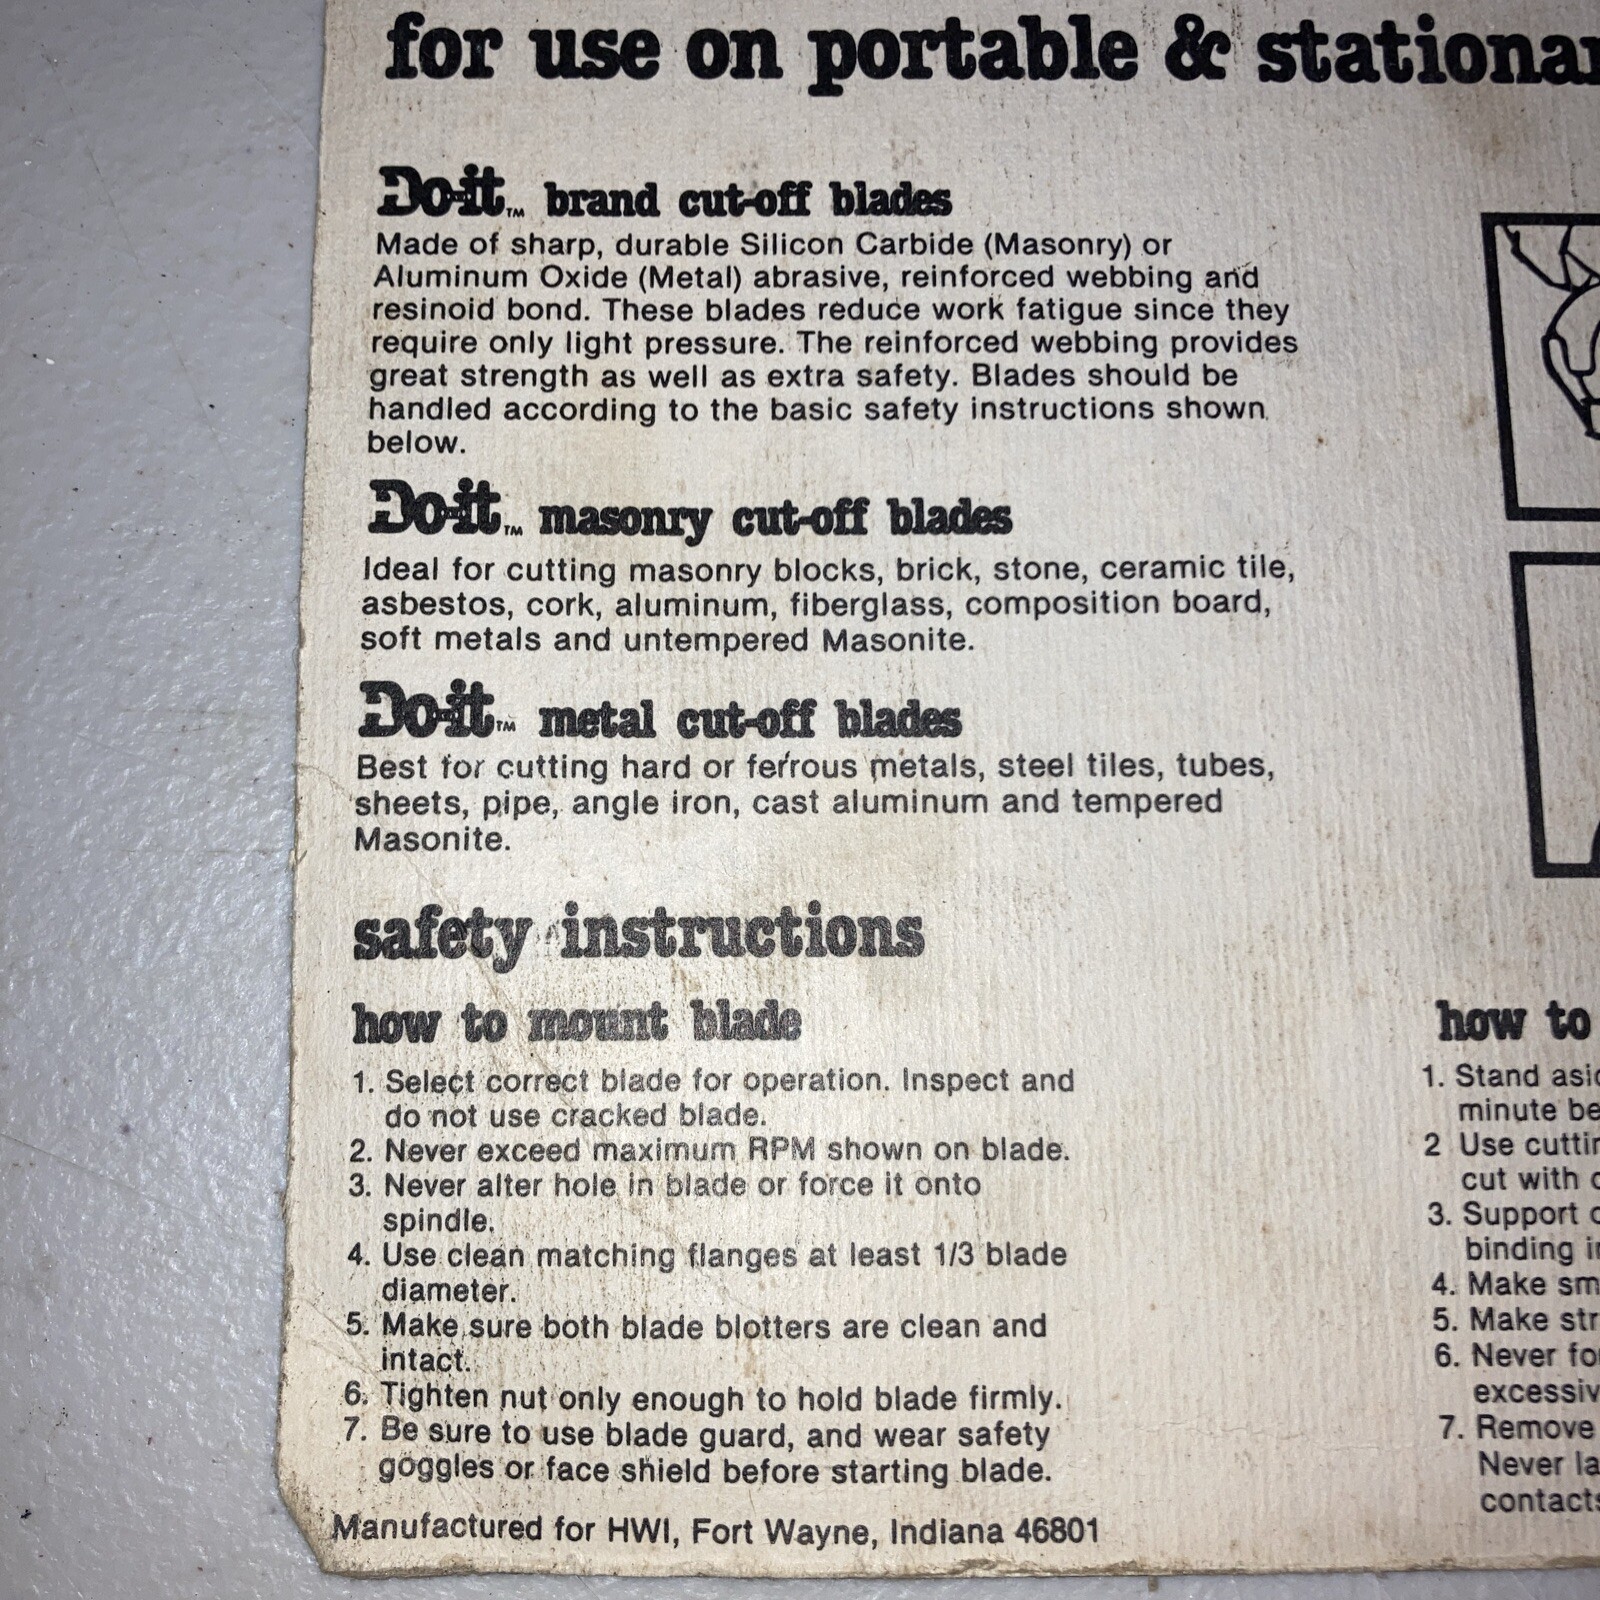 for use on portable & stationar
Do-it™ brand cut-off blades
Made of sharp, durable Silicon Carbide (Masonry) or
Aluminum Oxide (Metal) abrasive, reinforced webbing and
resinoid bond. These blades reduce work fatigue since they
require only light pressure. The reinforced webbing provides
great strength as well as extra safety. Blades should be
handled according to the basic safety instructions shown
below.
Do-it™ masonry cut-off blades
Ideal for cutting masonry blocks, brick, stone, ceramic tile,
asbestos, cork, aluminum, fiberglass, composition board,
soft metals and untempered Masonite.
Do-it™ metal cut-off blades
Best for cutting hard or ferrous metals, steel tiles, tubes,
sheets, pipe, angle iron, cast aluminum and tempered
Masonite.
safety instructions
how to mount blade
1. Select correct blade for operation. Inspect and
do not use cracked blade.
2. Never exceed maximum RPM shown on blade.
3. Never alter hole in blade or force it onto
spindle.
4. Use clean matching flanges at least 1/3 blade
diameter.
5. Make sure both blade blotters are clean and
intact.
6. Tighten nut only enough to hold blade firmly.
7. Be sure to use blade guard, and wear safety
goggles or face shield before starting blade.
Manufactured for HWI, Fort Wayne, Indiana 46801
how to
1. Stand asid
minute be
2 Use cuttin
cut with
3. Support
binding in
4. Make sm
5. Make str
6. Never fo
excessiv
7. Remove
Never la
contacts